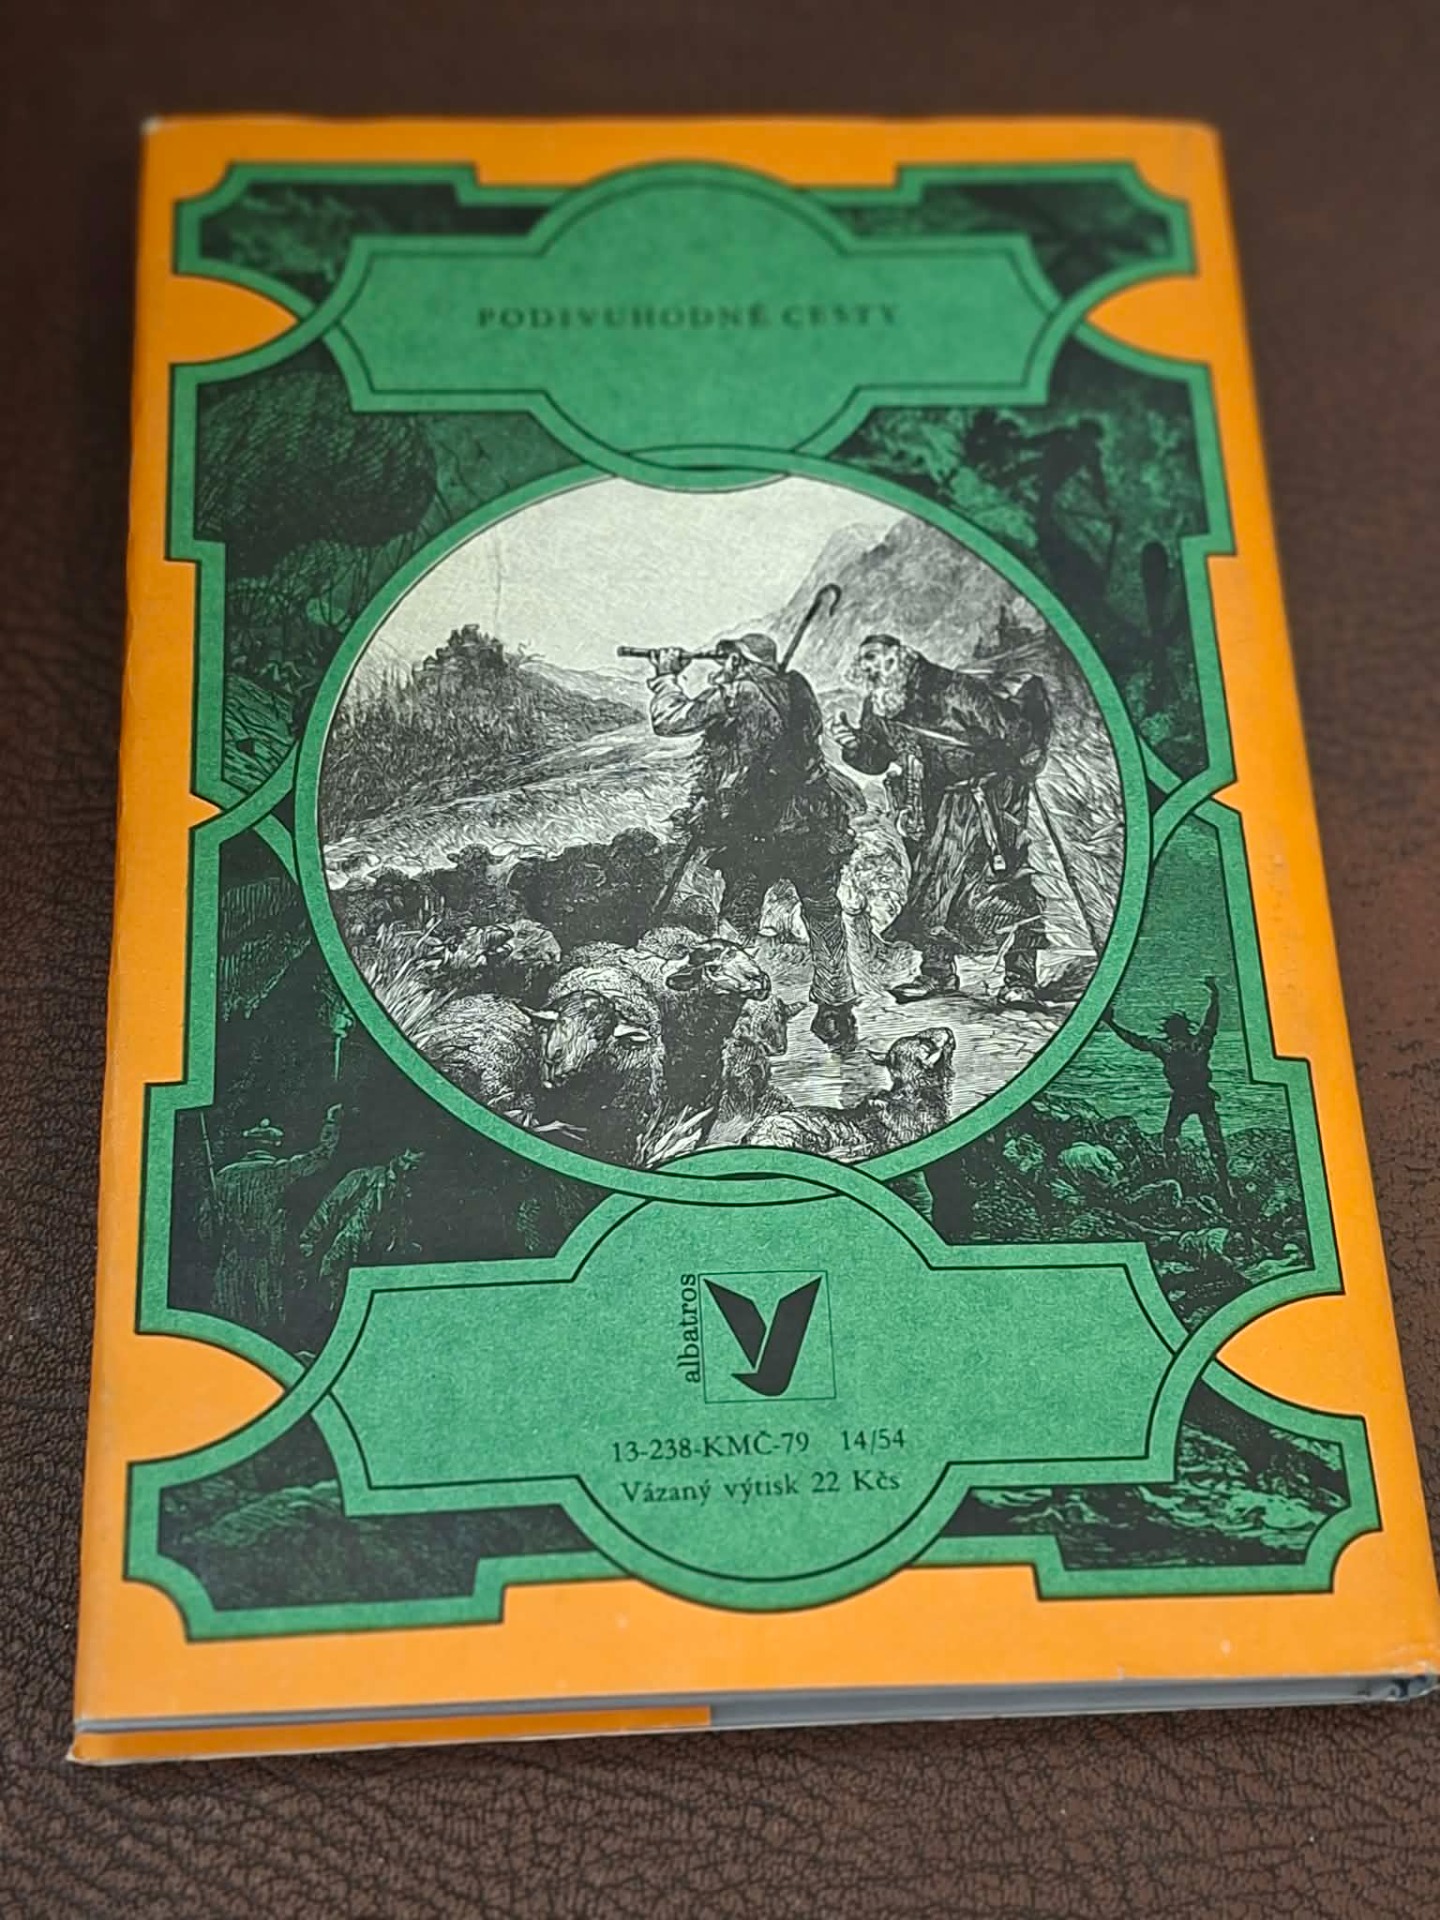 PODIVUHODNÉ CESTY
albatros
13-238-KMČ-79 14/54
Vázaný výtisk 22 Kčs